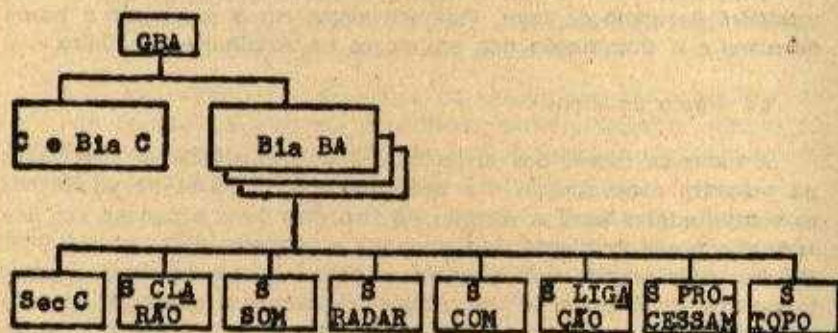 GBA
C e Bia C
Bia BA
Sec C
S CLA
RÃO
S
SOM
S
RADAR
S
COM
S LIGA
ÇÃO
S PRO-
CESSAM
S
TOPO